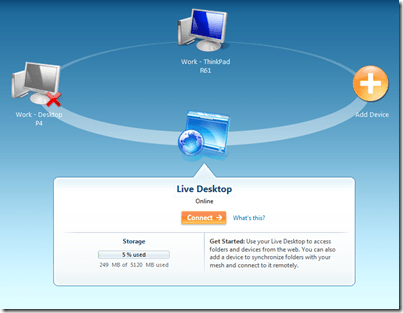 Work - ThinkPad
R61
Work - Desktop
P4
Add Device
Live Desktop
Online
Connect
What's this?
Storage
5 % used
249 MB of 5120 MB used
Get Started: Use your Live Desktop to access
folders and devices from the web. You can also
add a device to synchronize folders with your
mesh and connect to it remotely.